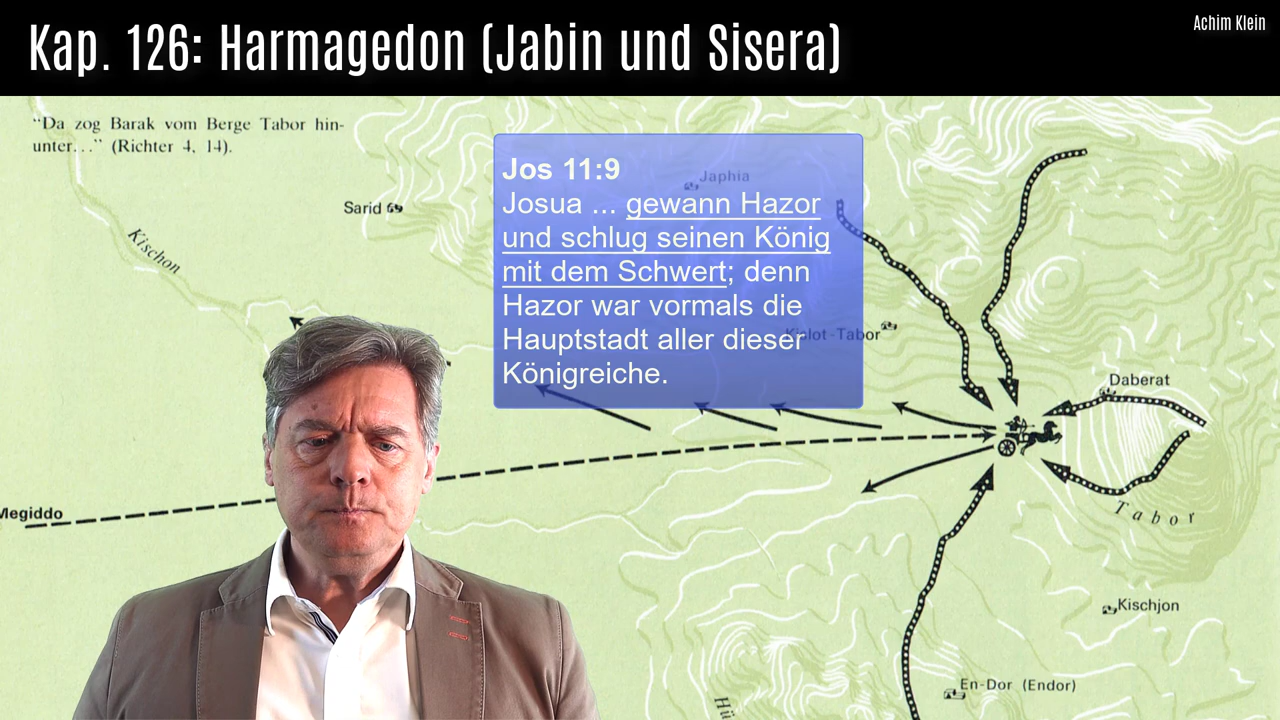 Kap. 126: Harmagedon (Jabin und Sisera)
Achim Klein
“Da zog Barak vom Berge Tabor hin-
unter...” (Richter 4, 14).
Jos 11:9
Josua ... gewann Hazor
und schlug seinen König
mit dem Schwert; denn
Hazor war vormals die
Hauptstadt aller dieser
Königreiche.
Japhia
Sarid
Kischon
Kislot-Tabor
Daberat
Megiddo
Tabor
Kischjon
En-Dor (Endor)